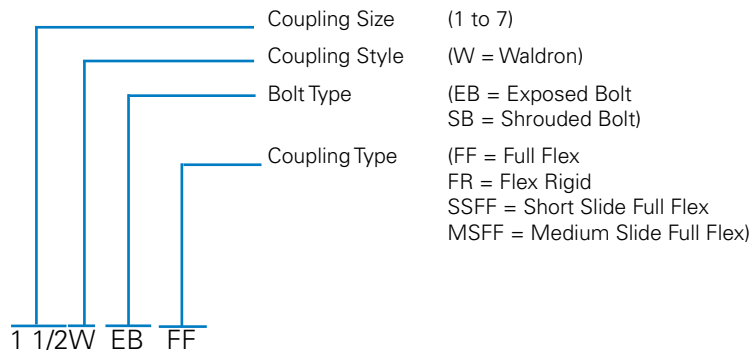 Coupling Size (1 to 7)
Coupling Style (W = Waldron)
Bolt Type (EB = Exposed Bolt
SB = Shrouded Bolt)
Coupling Type (FF = Full Flex
FR = Flex Rigid
SSFF = Short Slide Full Flex
MSFF = Medium Slide Full Flex)
1 1/2W EB FF